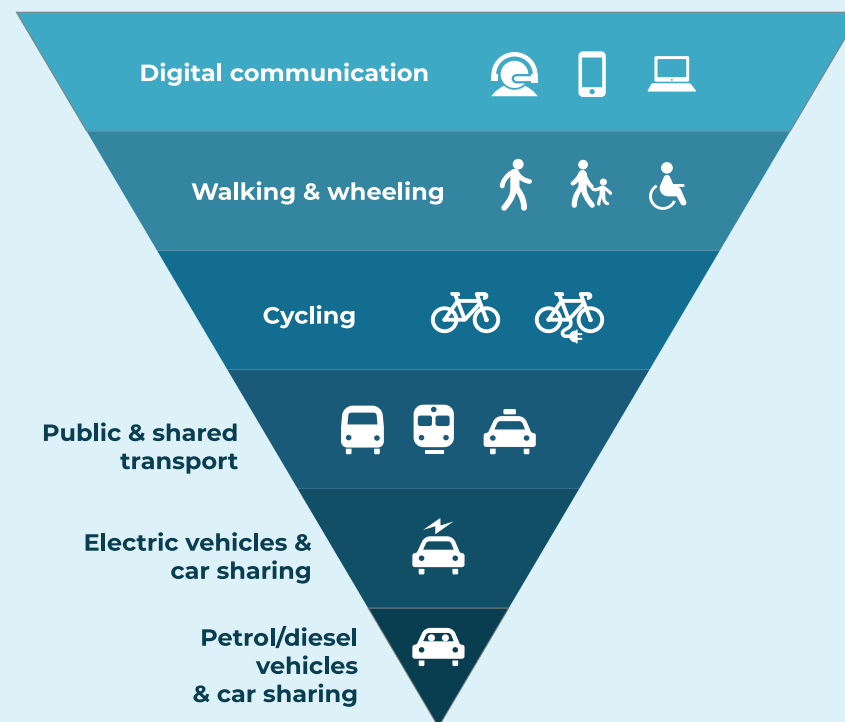 Digital communication
Walking & wheeling
Cycling
Public & shared
transport
Electric vehicles &
car sharing
Petrol/diesel
vehicles
& car sharing